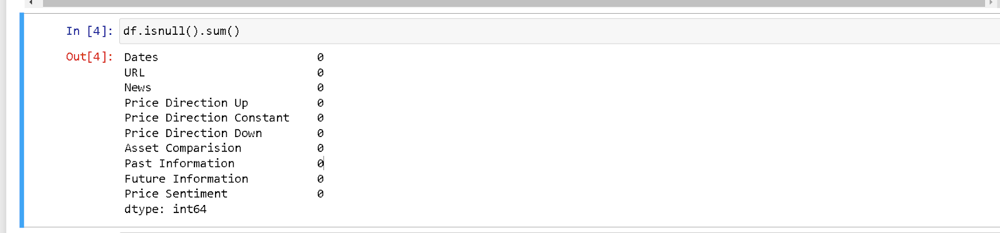 In [4]: df.isnull().sum()
Out[4]: Dates 0
URL 0
News 0
Price Direction Up 0
Price Direction Constant 0
Price Direction Down 0
Asset Comparision 0
Past Information 0
Future Information 0
Price Sentiment 0
dtype: int64